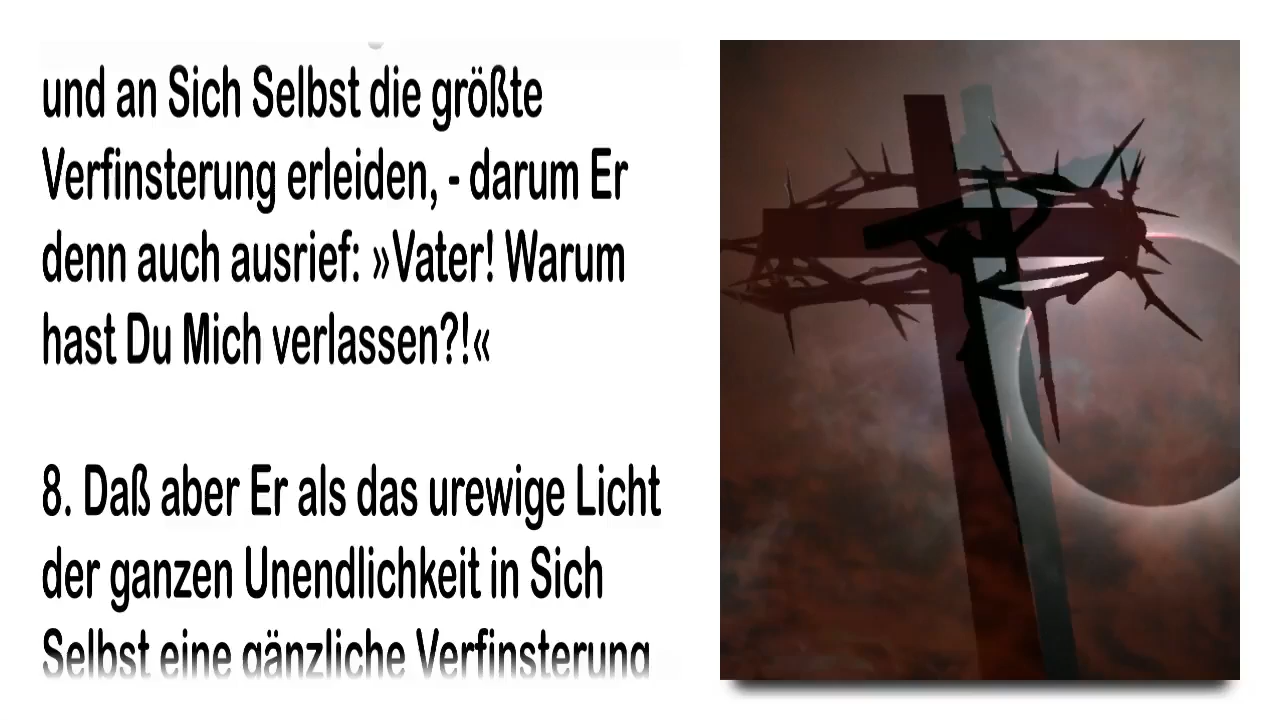 und an Sich Selbst die größte
Verfinsterung erleiden, - darum Er
denn auch ausrief: »Vater! Warum
hast Du Mich verlassen?!«
8. Daß aber Er als das urewige Licht
der ganzen Unendlichkeit in Sich
Selbst eine gänzliche Verfinsterung